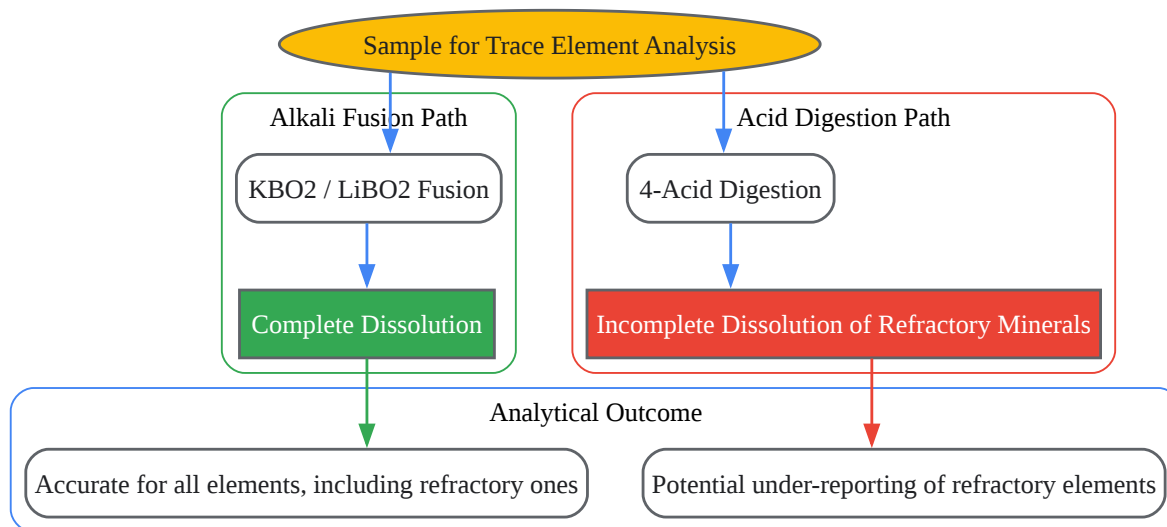 Sample for Trace Element Analysis
Alkali Fusion Path
Acid Digestion Path
KBO2 / LiBO2 Fusion
4-Acid Digestion
Complete Dissolution
Incomplete Dissolution of Refractory Minerals
Analytical Outcome
Accurate for all elements, including refractory ones
Potential under-reporting of refractory elements